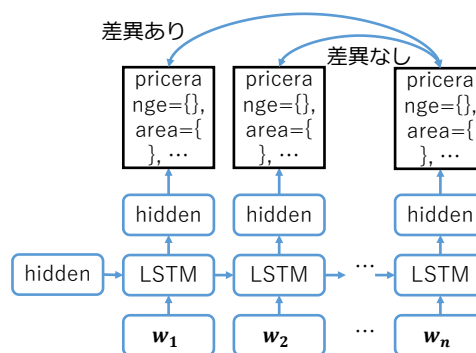 差異あり
差異なし
pricera
nge={},
area={
}, …
pricera
nge={},
area={
}, …
pricera
nge={},
area={
}, …
hidden
hidden
hidden
hidden
LSTM
LSTM
…
LSTM
w1
w2
…
wn